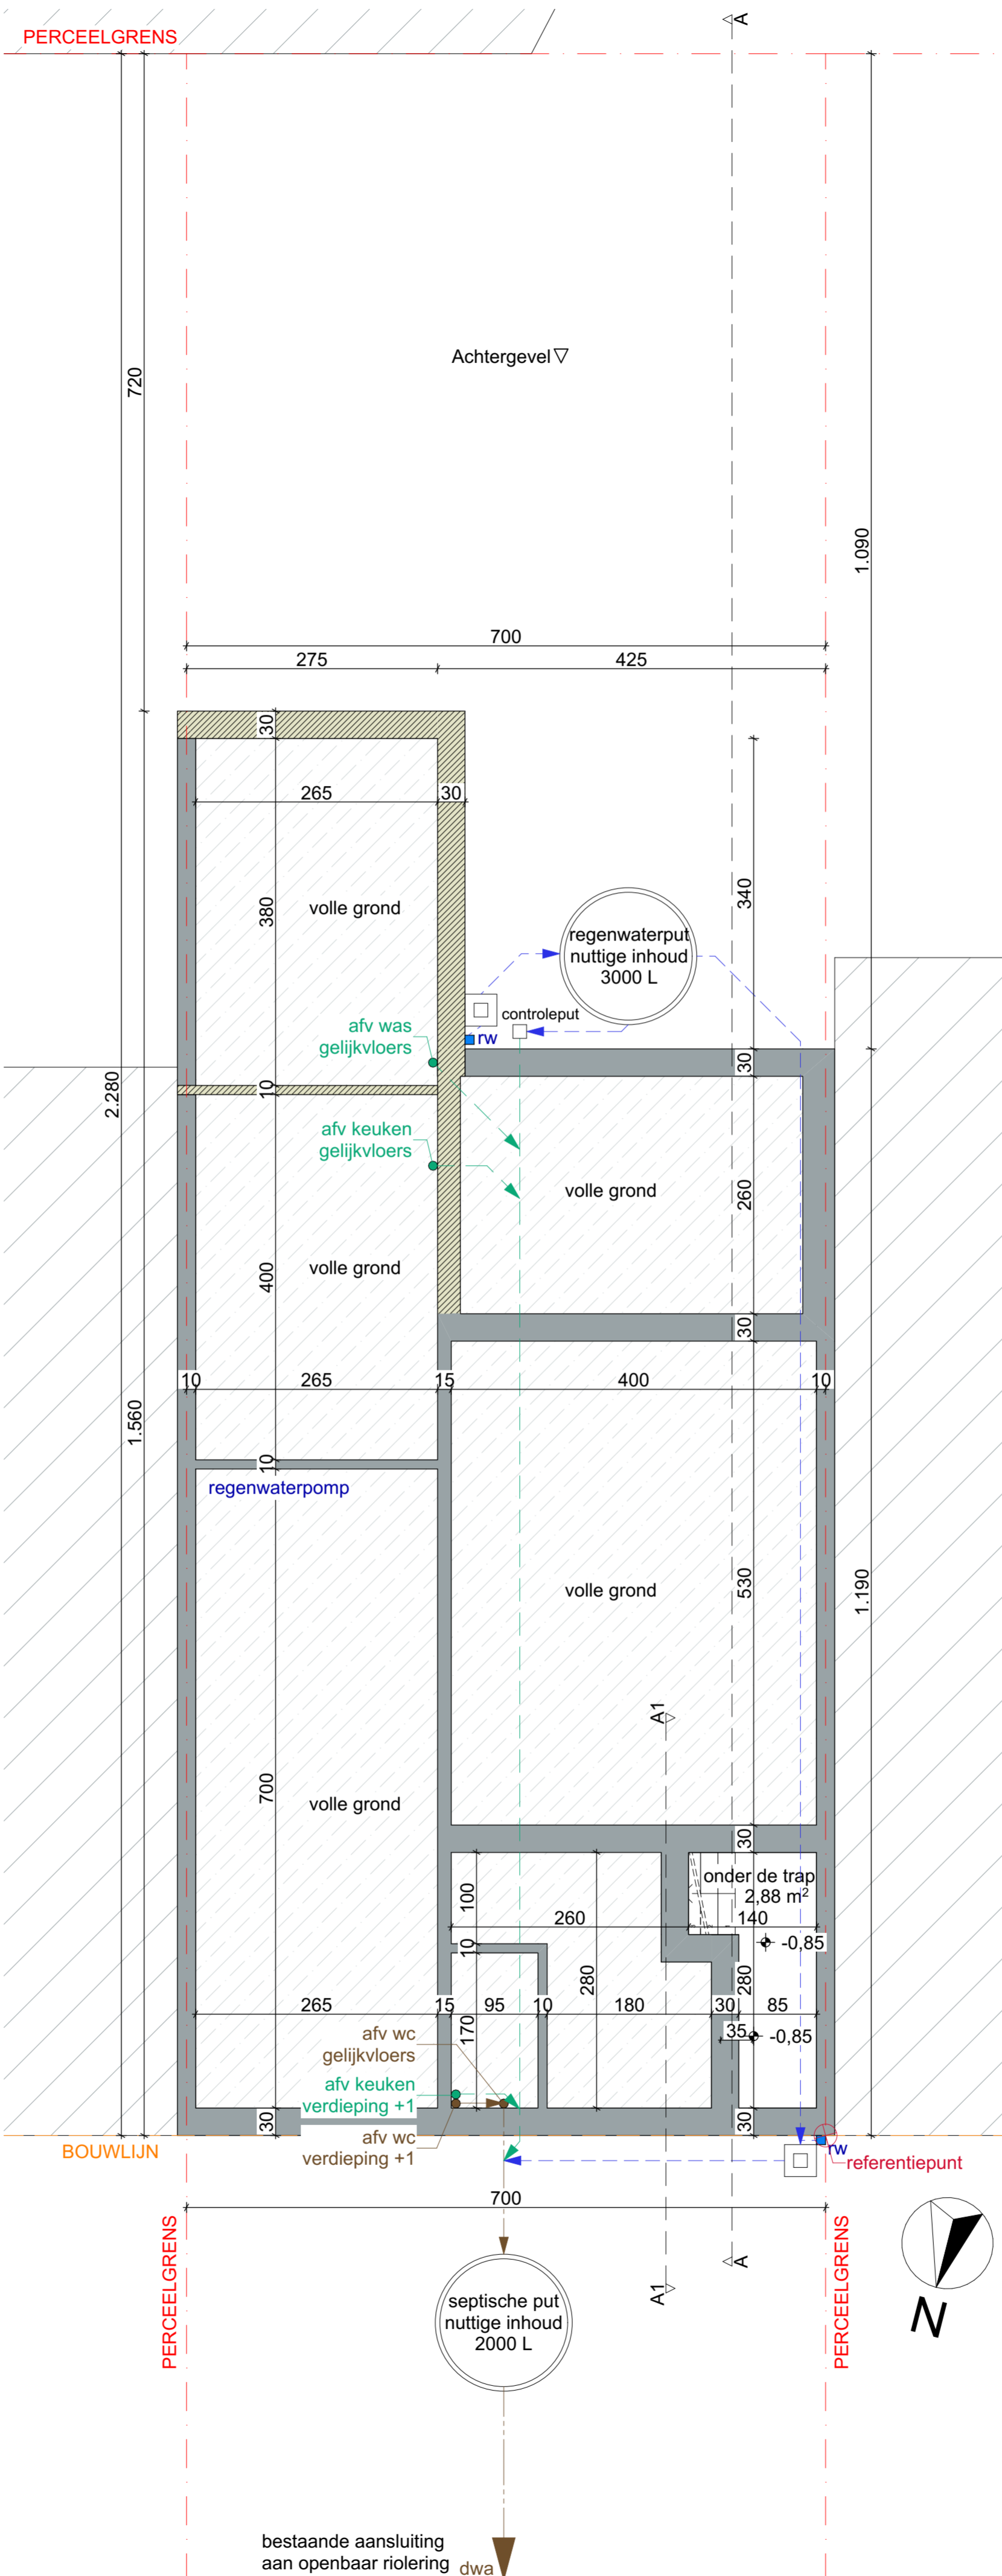 A
PERCEELGRENS
720
Achtergevel
1.090
700
275
425
30
265
30
340
380
volle grond
regenwaterput
nuttige inhoud
3000 L
controleput
afv was
gelijkvloers
rw
30
2.280
10
afv keuken
gelijkvloers
volle grond
260
400
volle grond
30
10
265
15
400
10
1.560
10
regenwaterpomp
volle grond
530
1.190
A1
700
volle grond
30
onder de trap
2,88 m²
100
260
140
-0,85
10
280
280
265
15
95
10
180
30
85
170
35
-0,85
afv wc
gelijkvloers
afv keuken
verdieping +1
30
30
afv wc
verdieping +1
BOUWLIJN
rw
referentiepunt
700
PERCEELGRENS
PERCEELGRENS
A
A1
septische put
nuttige inhoud
2000 L
N
bestaande aansluiting
aan openbaar riolering
dwa